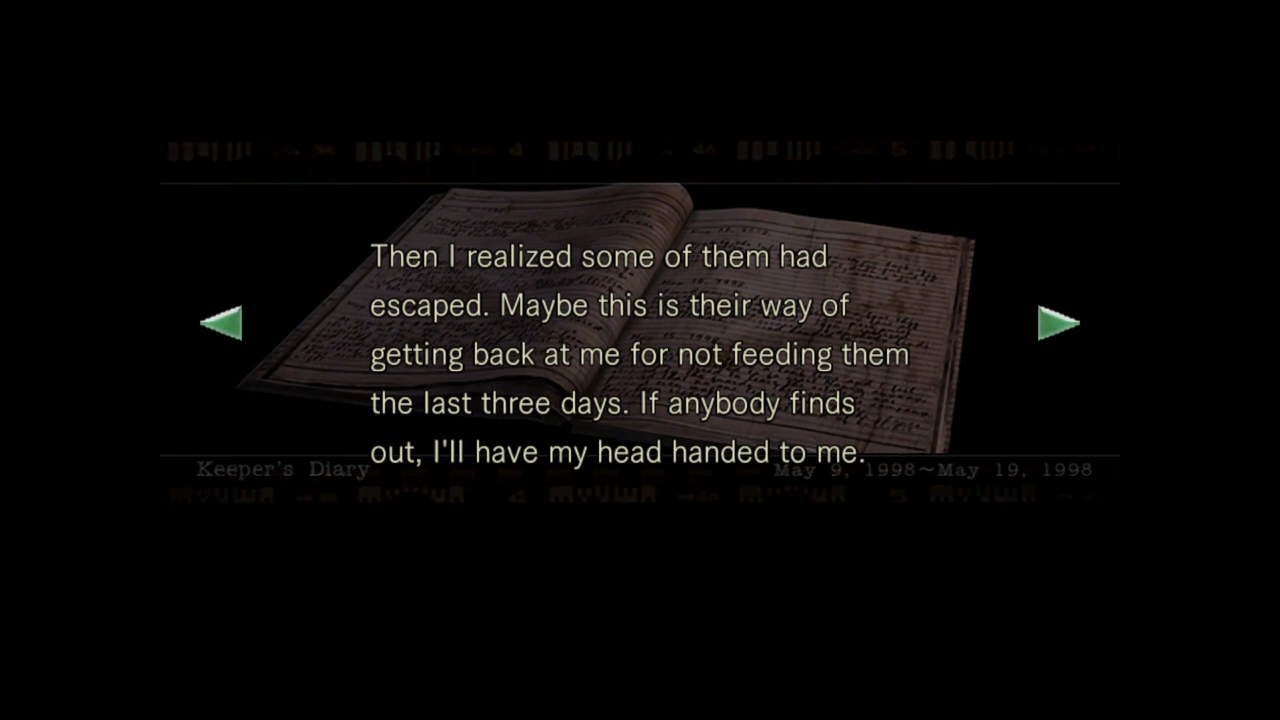 Then I realized some of them had
escaped. Maybe this is their way of
getting back at me for not feeding them
the last three days. If anybody finds
out, I'll have my head handed to me.
Keeper's Diary
May 9, 1998~May 19, 1998